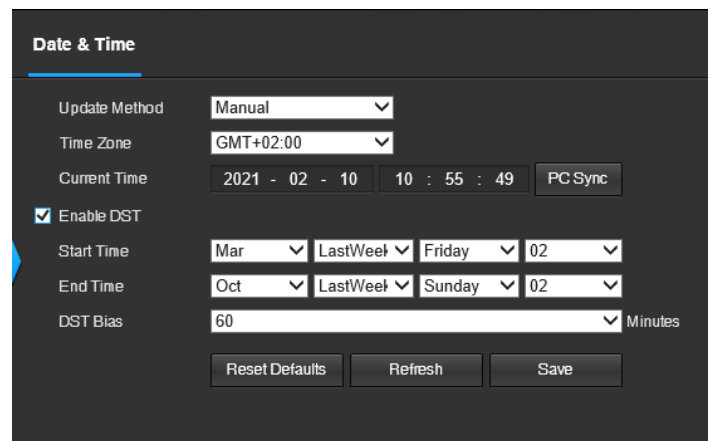 Date & Time
Update Method Manual
Time Zone GMT+02:00
Current Time 2021 - 02 - 10 10 : 55 : 49 PC Sync
Enable DST
Start Time Mar LastWeek Friday 02
End Time Oct LastWeek Sunday 02
DST Bias 60 Minutes
Reset Defaults Refresh Save